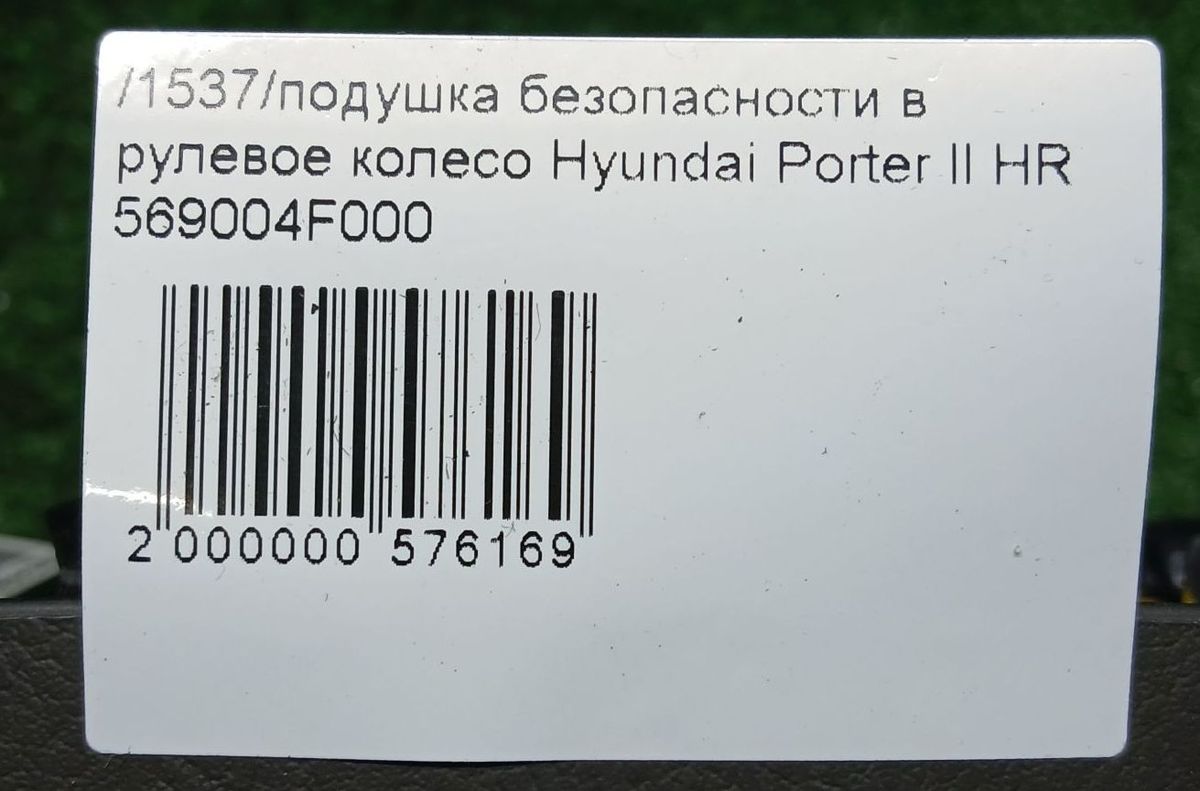 /1537/подушка безопасности в
рулевое колесо Hyundai Porter II HR
569004F000
2 000000 576169